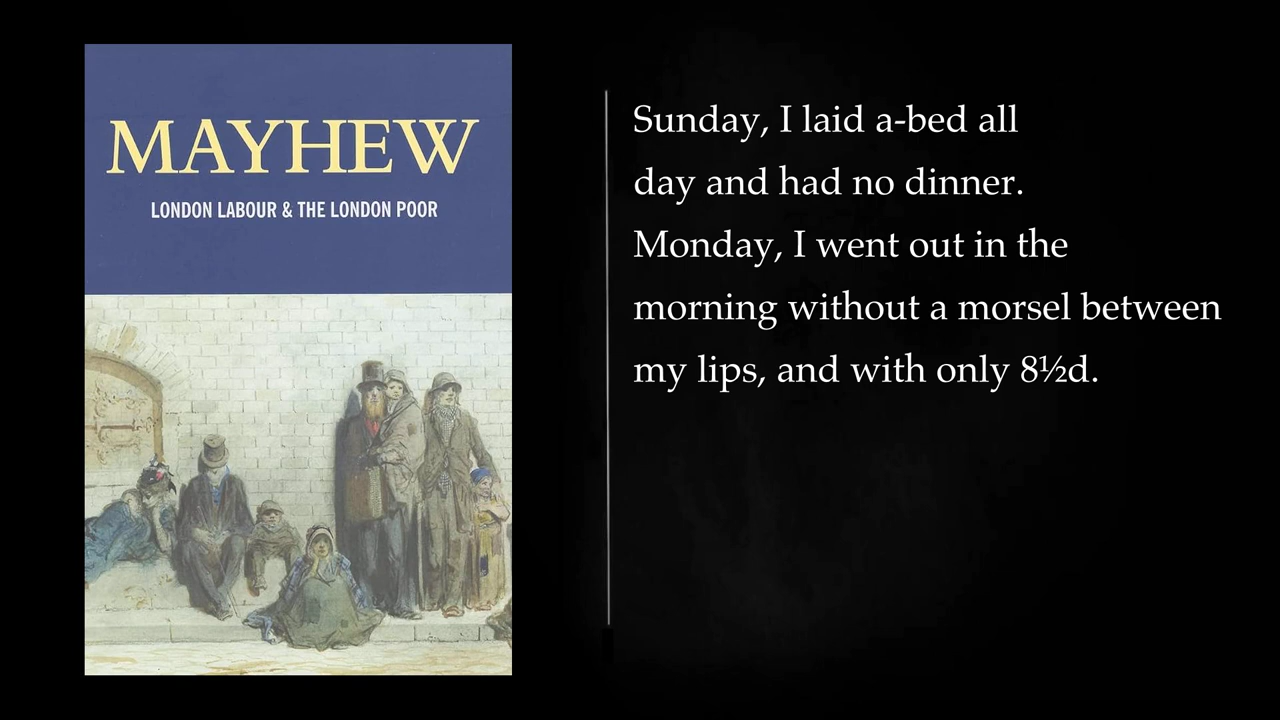 MAYHEW
LONDON LABOUR & THE LONDON POOR
Sunday, I laid a-bed all
day and had no dinner.
Monday, I went out in the
morning without a morsel between
my lips, and with only 8½d.